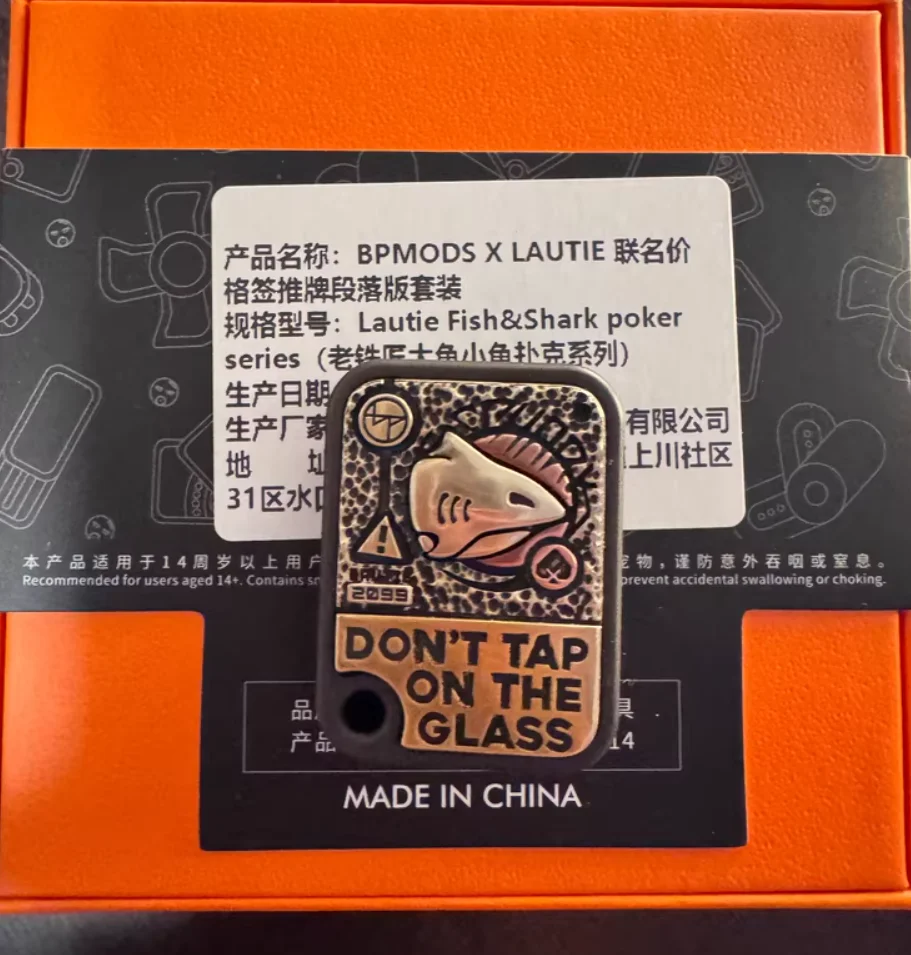 产品名称：BPMODS X LAUTIE 联名价
格签推牌段落版套装
规格型号：Lautie Fish&Shark poker
series（老铁匠大鱼小鱼扑克系列）
生产日期
生产厂家 有限公司
地 址 上川社区
31区水口
本产品适用于14周岁以上用户 宠物，谨防意外吞咽或窒息。
Recommended for users aged 14+. Contains prevent accidental swallowing or choking.
2099
DON'T TAP
ON THE
GLASS
品 具
产品 14
MADE IN CHINA